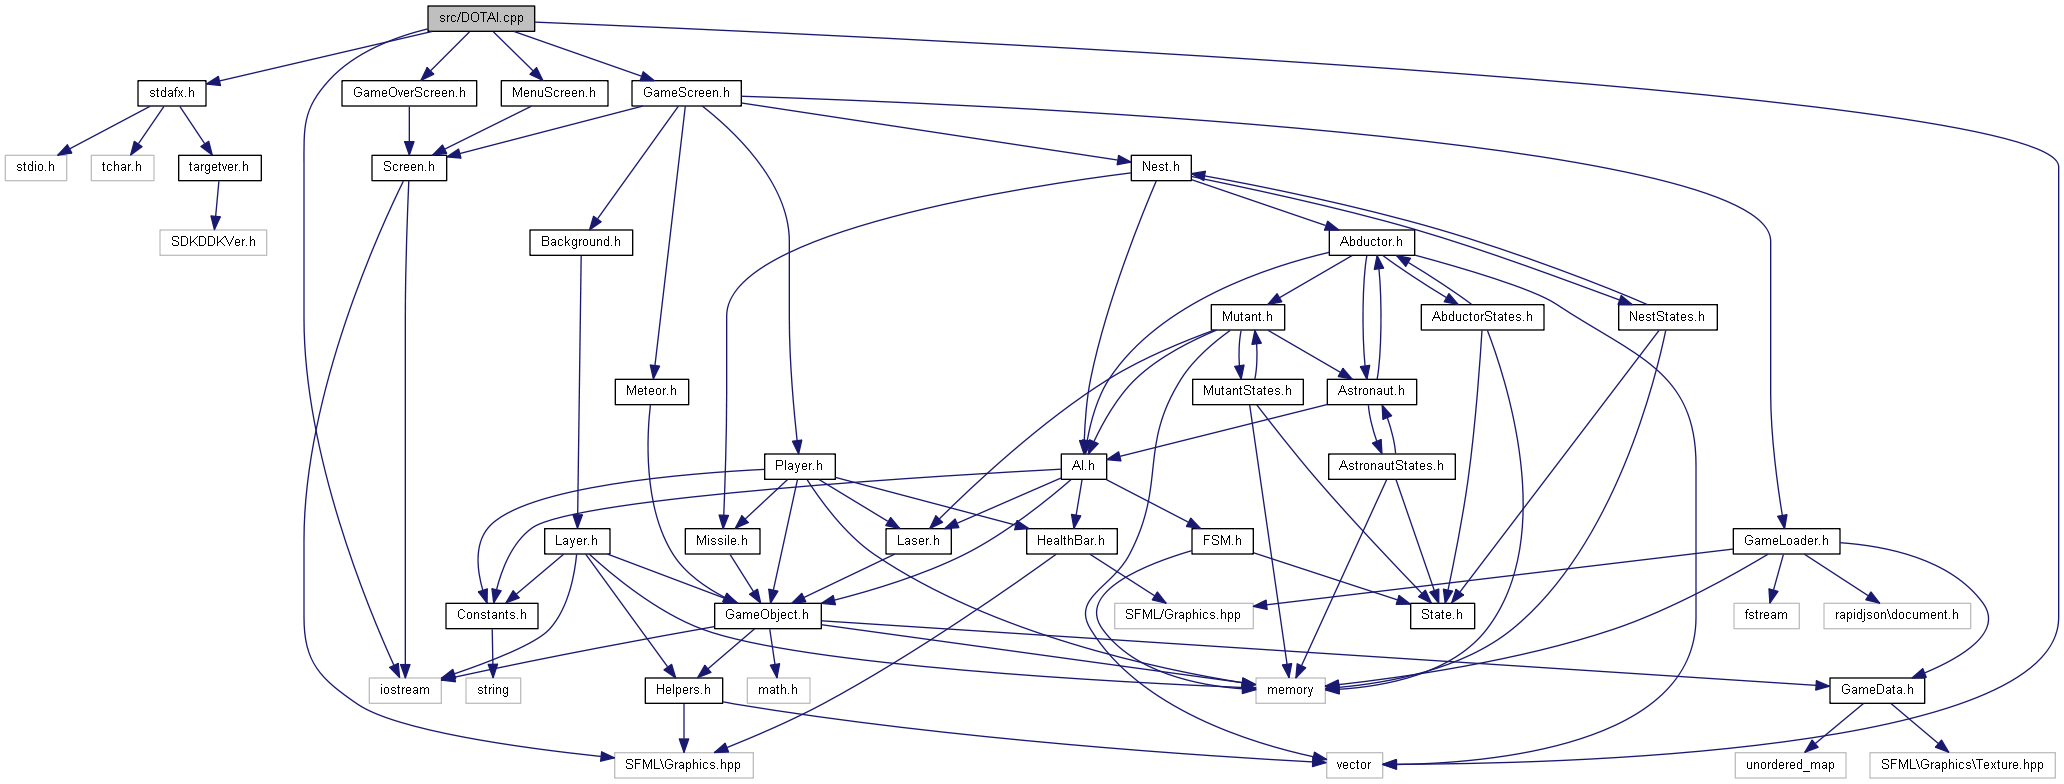 src/DOTAI.cpp
stdafx.h
GameOverScreen.h
MenuScreen.h
GameScreen.h
stdio.h
tchar.h
targetver.h
Screen.h
Nest.h
SDKDDKVer.h
Background.h
Abductor.h
Mutant.h
AbductorStates.h
NestStates.h
Meteor.h
MutantStates.h
Astronaut.h
Player.h
AI.h
AstronautStates.h
Layer.h
Missile.h
Laser.h
HealthBar.h
FSM.h
GameLoader.h
Constants.h
GameObject.h
SFML/Graphics.hpp
State.h
fstream
rapidjson\document.h
iostream
string
Helpers.h
math.h
memory
GameData.h
SFML\Graphics.hpp
vector
unordered_map
SFML\Graphics\Texture.hpp